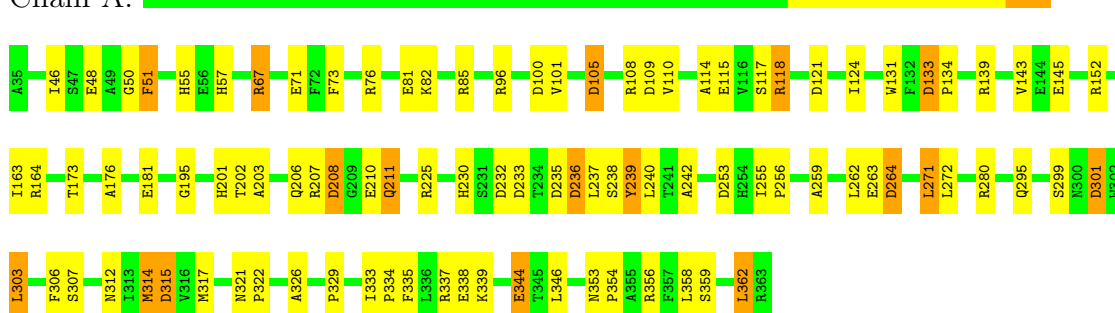 Chain A:
A35 I46 S47 E48 A49 G50 F51 H55 E56 H57 R67 E71 F72 F73 R76 E81 K82 R85 R96 D100 V101 D105 R108 D109 V110 A114 E115 V116 S117 R118 D121 I124 W131 F132 D133 P134 R139 V143 E144 E145 R152
I163 R164 T173 A176 E181 G195 H201 T202 A203 Q206 R207 D208 G209 E210 Q211 R225 H230 S231 D232 D233 T234 D235 D236 L237 S238 Y239 L240 T241 A242 D253 H254 I255 P256 A259 L262 E263 D264 L271 L272 R280 Q295 S299 N300 D301 W302
L303 F306 S307 N312 I313 M314 D315 V316 M317 N321 P322 A326 P329 I333 P334 F335 L336 R337 E338 K339 E344 T345 L346 N353 P354 A355 R356 F357 L358 S359 L362 R363